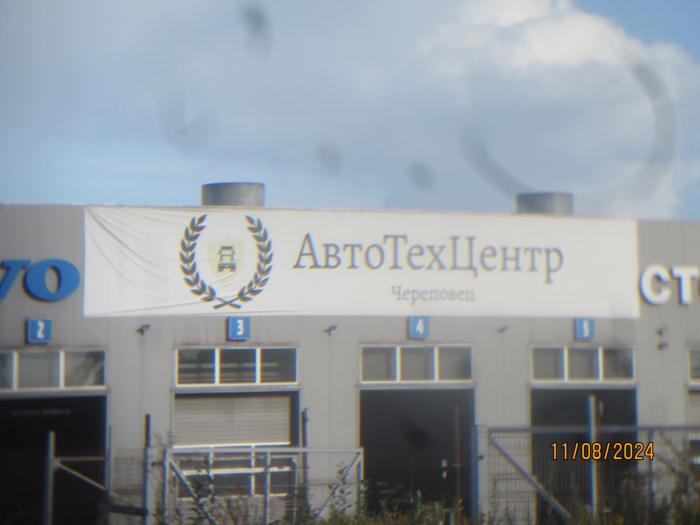 АвтоТехЦентр
Череповец
vo
ст
2
3
4
5
11/08/2024